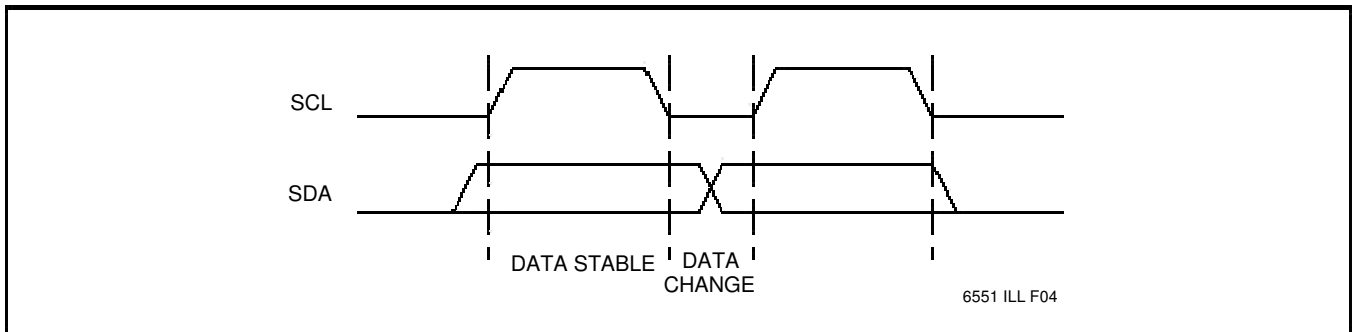 SCL
SDA
DATA STABLE
DATA
CHANGE
6551 ILL F04